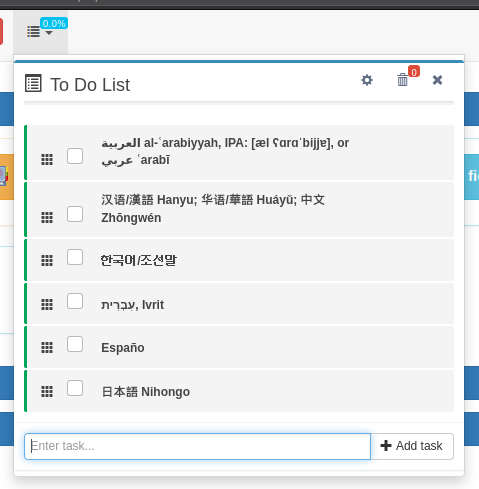 0.0%
To Do List
0
العربية al-ʿarabiyyah, IPA: [æl ʕɑrɑˈbijjɐ], or
عربي ʿarabī
汉语/漢語 Hanyu; 华语/華語 Huáyŭ; 中文
Zhōngwén
한국어/조선말
עִבְרִית, Ivrit
Españo
日本語 Nihongo
Enter task...
Add task